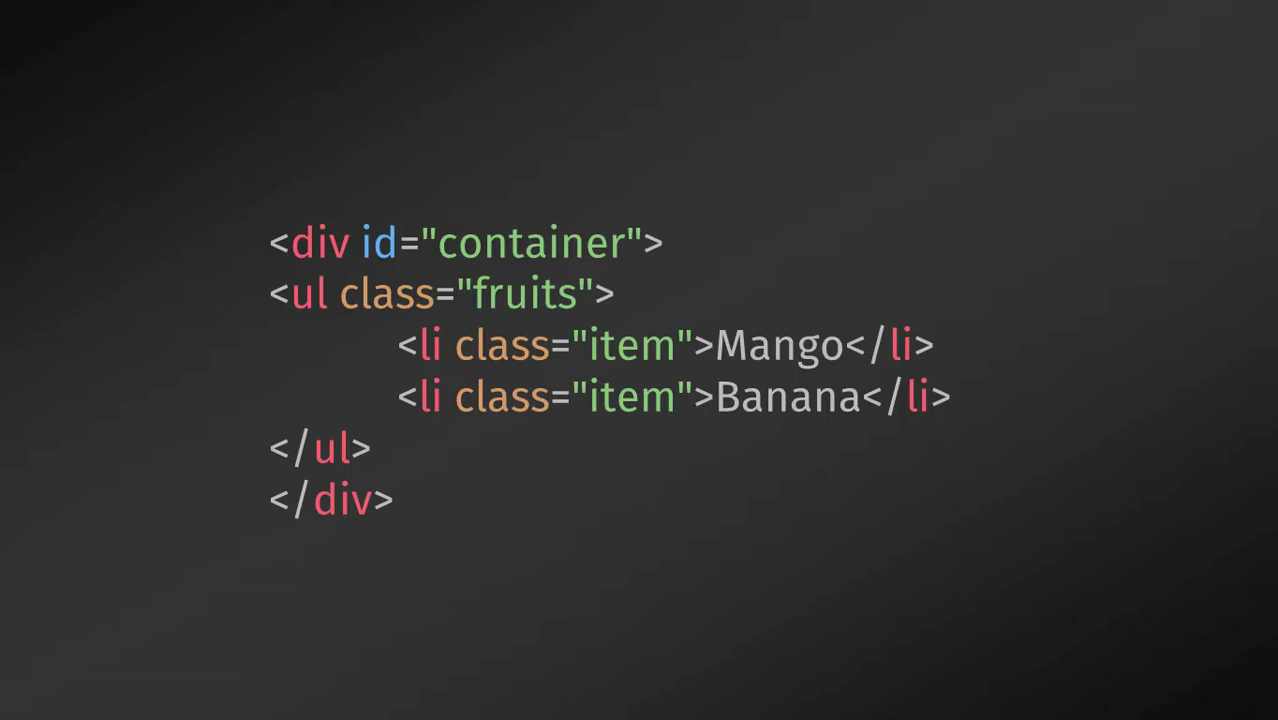 <div id="container">
<ul class="fruits">
<li class="item">Mango</li>
<li class="item">Banana</li>
</ul>
</div>